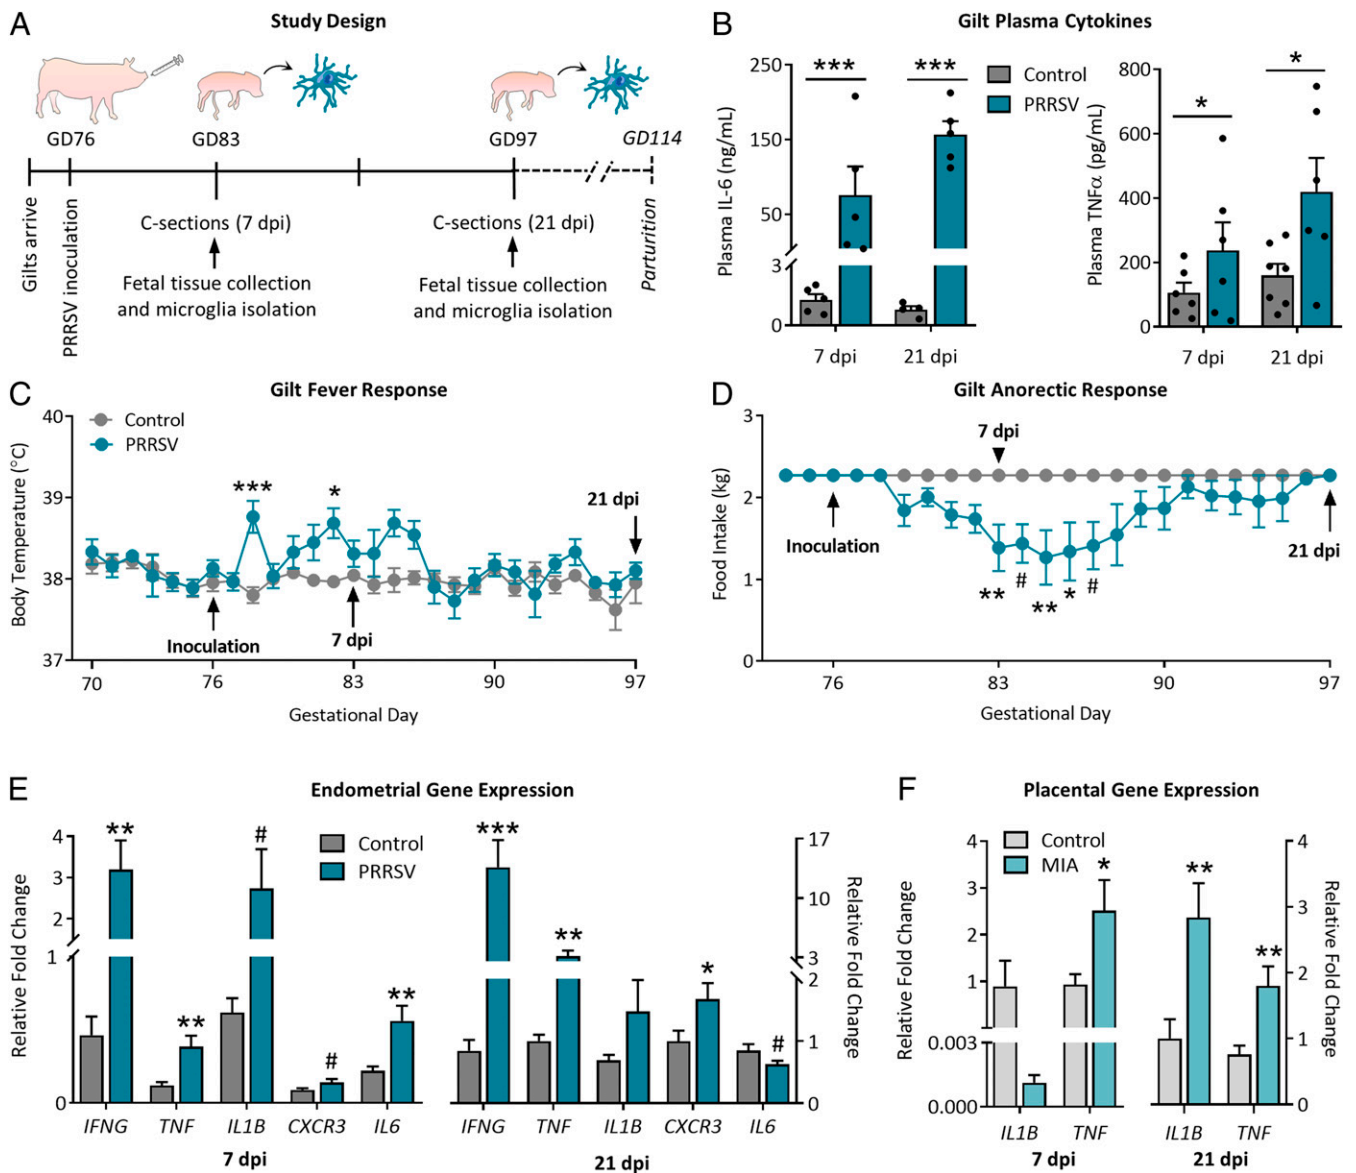 A
Study Design
GD76
GD83
GD97
GD114
Gilts arrive
PRRSV inoculation
C-sections (7 dpi)
Fetal tissue collection
and microglia isolation
C-sections (21 dpi)
Fetal tissue collection
and microglia isolation
Parturition
B
Gilt Plasma Cytokines
Control
PRRSV
Plasma IL-6 (ng/mL)
250
150
50
3
0
***
***
7 dpi
21 dpi
Plasma TNFα (pg/mL)
800
600
400
200
0
*
*
7 dpi
21 dpi
C
Gilt Fever Response
Control
PRRSV
Body Temperature (°C)
40
39
38
37
***
*
21 dpi
Inoculation
7 dpi
70
76
83
90
97
Gestational Day
D
Gilt Anorectic Response
Food Intake (kg)
3
2
1
0
7 dpi
Inoculation
21 dpi
**
#
**
*
#
76
83
90
97
Gestational Day
E
Endometrial Gene Expression
Control
PRRSV
Relative Fold Change
4
3
2
1
0
**
**
#
#
**
IFNG
TNF
IL1B
CXCR3
IL6
7 dpi
***
**
*
#
IFNG
TNF
IL1B
CXCR3
IL6
21 dpi
17
10
3
2
1
0
Relative Fold Change
F
Placental Gene Expression
Control
MIA
Relative Fold Change
4
3
2
1
0.003
0.000
*
IL1B
TNF
7 dpi
**
**
IL1B
TNF
21 dpi
4
3
2
1
0
Relative Fold Change